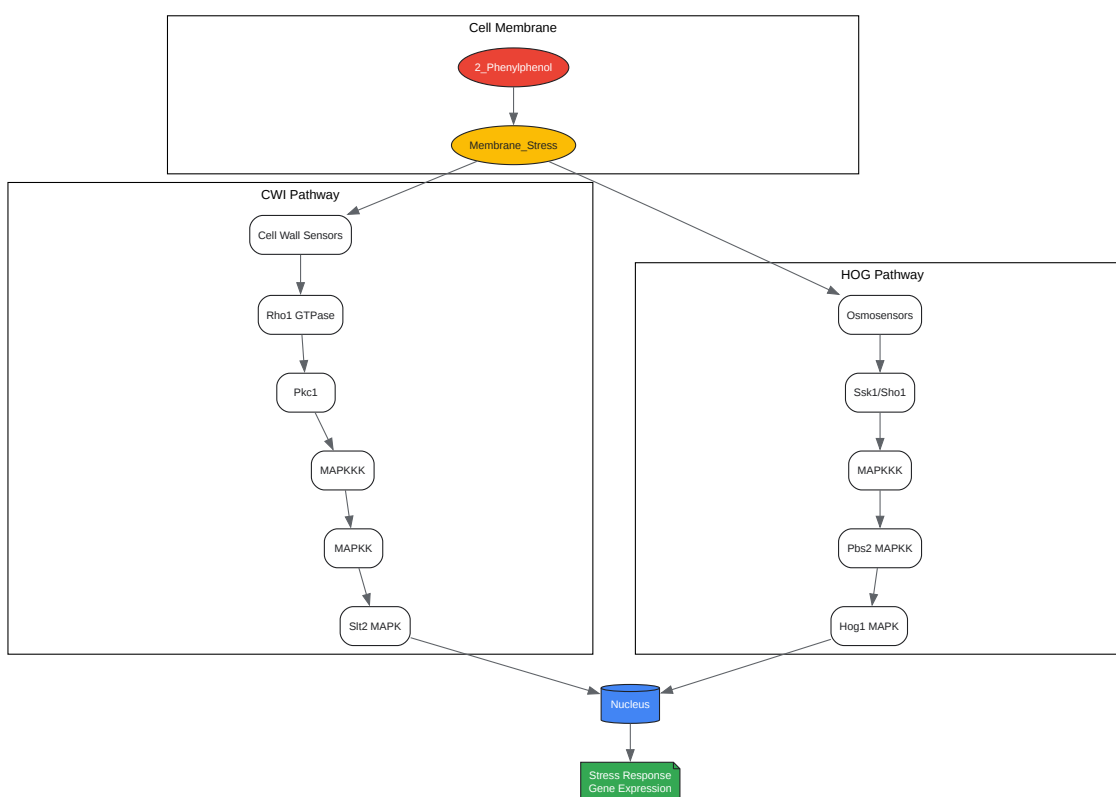 Cell Membrane
2_Phenylphenol
Membrane_Stress
CWI Pathway
Cell Wall Sensors
Rho1 GTPase
Pkc1
MAPKKK
MAPKK
Slt2 MAPK
HOG Pathway
Osmosensors
Ssk1/Sho1
MAPKKK
Pbs2 MAPKK
Hog1 MAPK
Nucleus
Stress Response
Gene Expression